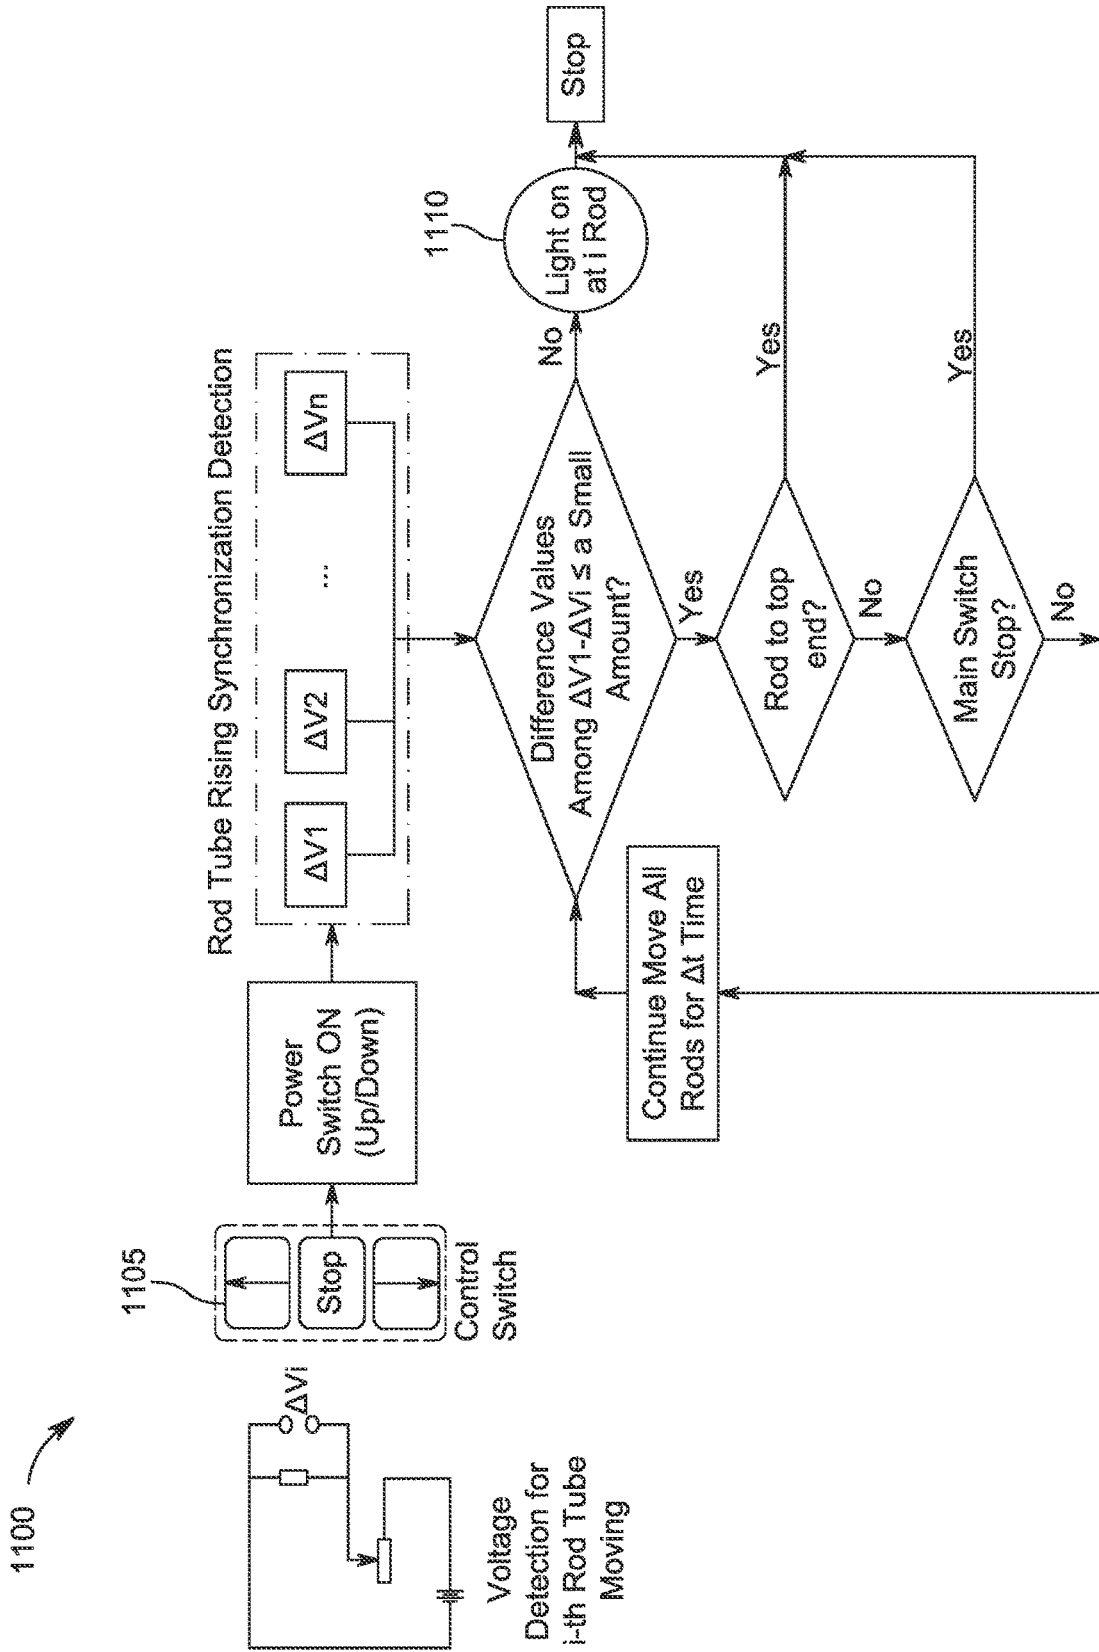 1100
Voltage
Detection for
i-th Rod Tube
Moving
ΔVi
1105
Stop
Control
Switch
Power
Switch ON
(Up/Down)
Rod Tube Rising Synchronization Detection
ΔV1
ΔV2
...
ΔVn
Difference Values
Among ΔV1-ΔVi ≤ a Small
Amount?
No
1110
Light on
at i Rod
Stop
Yes
Rod to top
end?
Yes
No
Main Switch
Stop?
Yes
No
Continue Move All
Rods for Δt Time